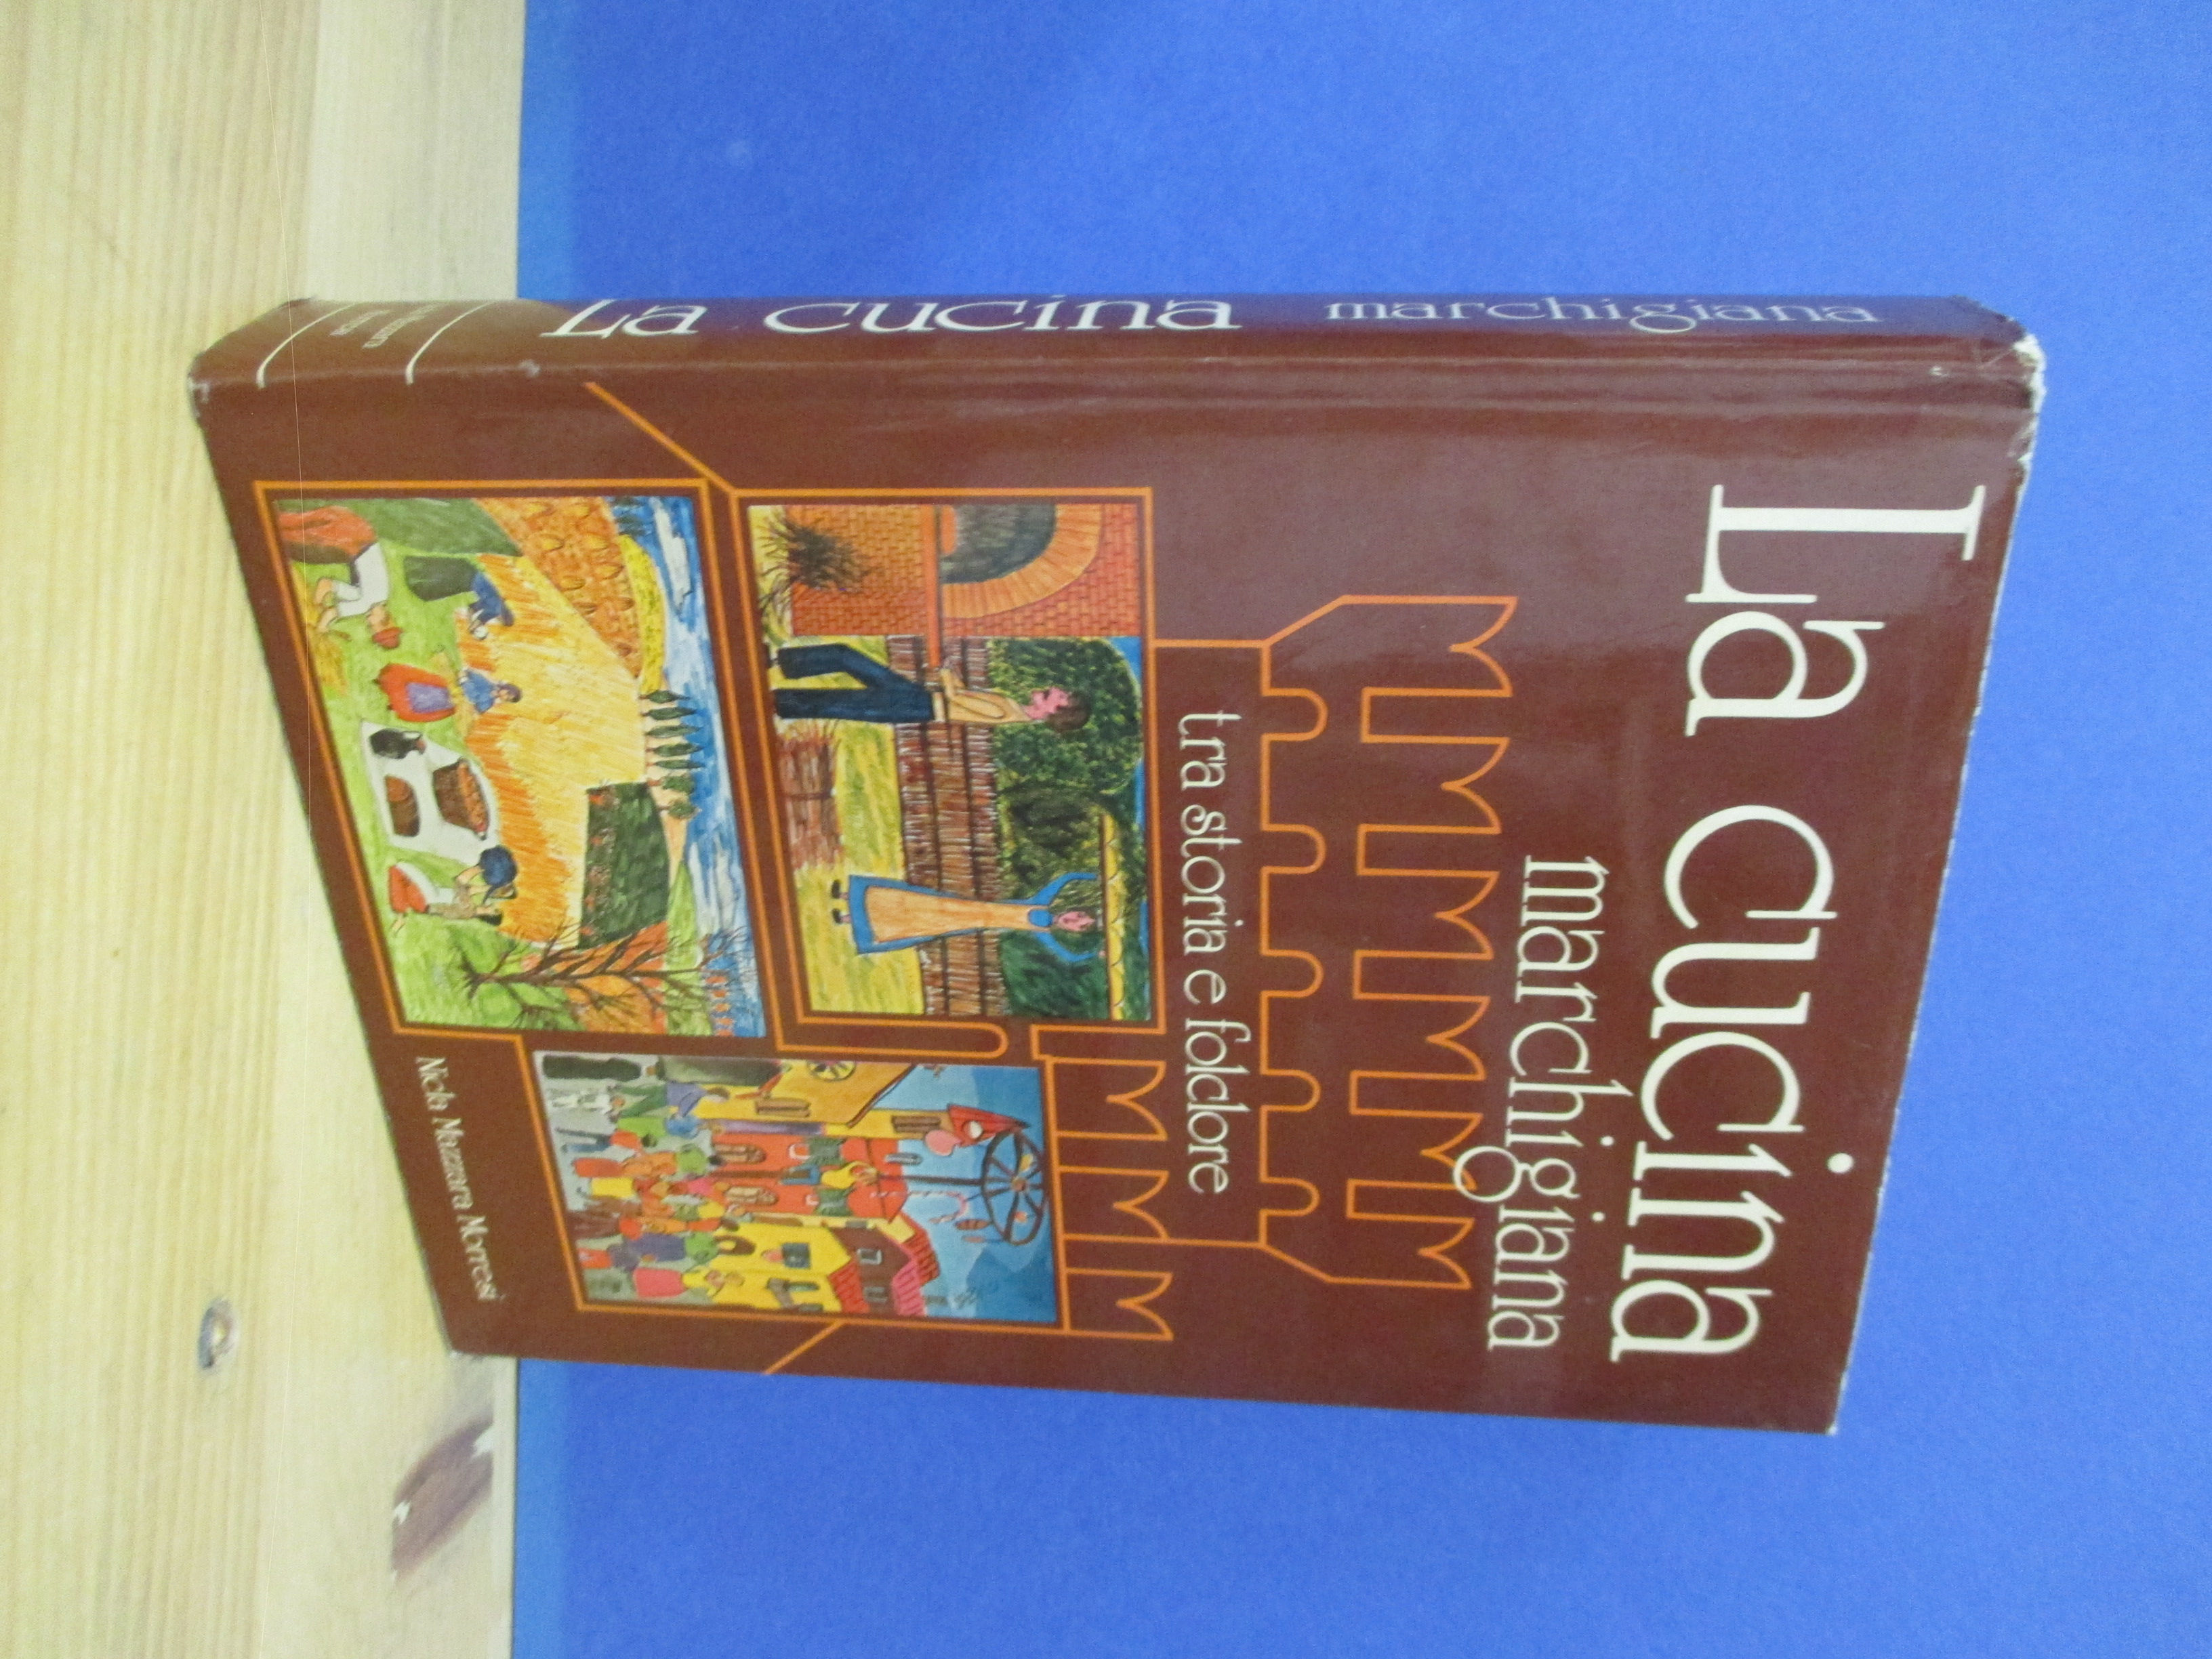 La cucina
marchigiana
tra storia e folclore
Nicla Mazzara Morresi
La cucina marchigiana